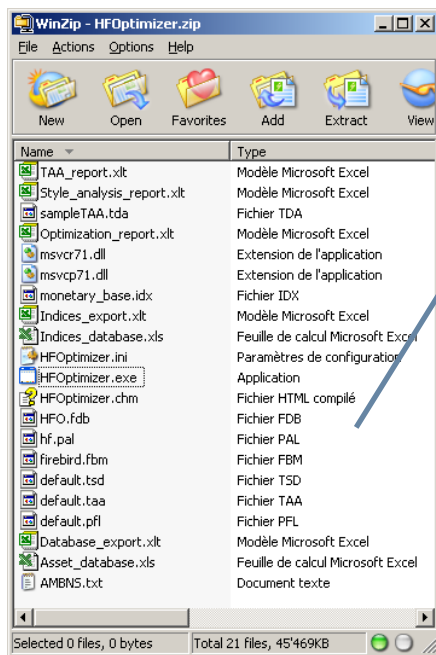 WinZip - HFOptimizer.zip
File Actions Options Help
New Open Favorites Add Extract View
Name Type
TAA_report.xlt Modèle Microsoft Excel
Style_analysis_report.xlt Modèle Microsoft Excel
sampleTAA.tda Fichier TDA
Optimization_report.xlt Modèle Microsoft Excel
msvcr71.dll Extension de l'application
msvcp71.dll Extension de l'application
monetary_base.idx Fichier IDX
Indices_export.xlt Modèle Microsoft Excel
Indices_database.xls Feuille de calcul Microsoft Excel
HFOptimizer.ini Paramètres de configuration
HFOptimizer.exe Application
HFOptimizer.chm Fichier HTML compilé
HFO.fdb Fichier FDB
hf.pal Fichier PAL
firebird.fbm Fichier FBM
default.tsd Fichier TSD
default.taa Fichier TAA
default.pfl Fichier PFL
Database_export.xlt Modèle Microsoft Excel
Asset_database.xls Feuille de calcul Microsoft Excel
AMBNS.txt Document texte
Selected 0 files, 0 bytes Total 21 files, 45'469KB